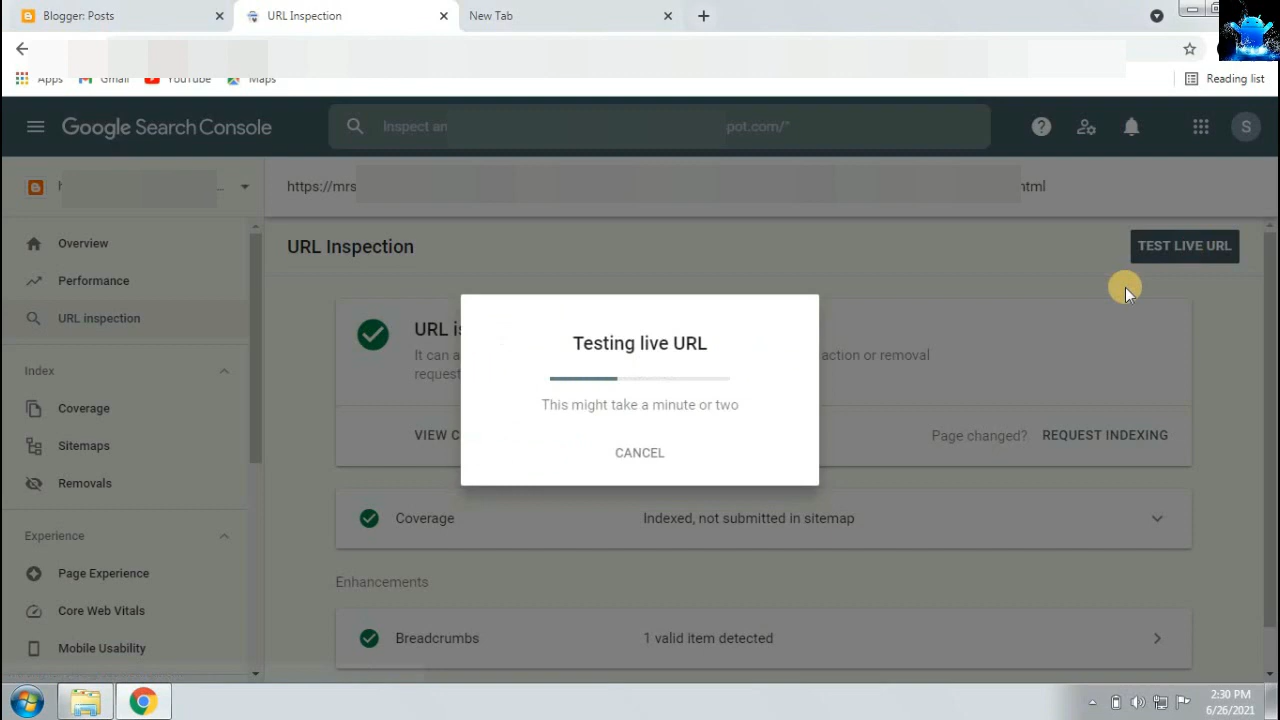 Blogger: Posts
URL Inspection
New Tab
Apps
Gmail
YouTube
Maps
Reading list
Google Search Console
Inspect an
pot.com/"
S
https://mrs
html
Overview
Performance
URL inspection
Index
Coverage
Sitemaps
Removals
Experience
Page Experience
Core Web Vitals
Mobile Usability
URL Inspection
TEST LIVE URL
URL is
It can a
action or removal
request
VIEW C
Page changed?
REQUEST INDEXING
Testing live URL
This might take a minute or two
CANCEL
Coverage
Indexed, not submitted in sitemap
Enhancements
Breadcrumbs
1 valid item detected
2:30 PM
6/26/2021